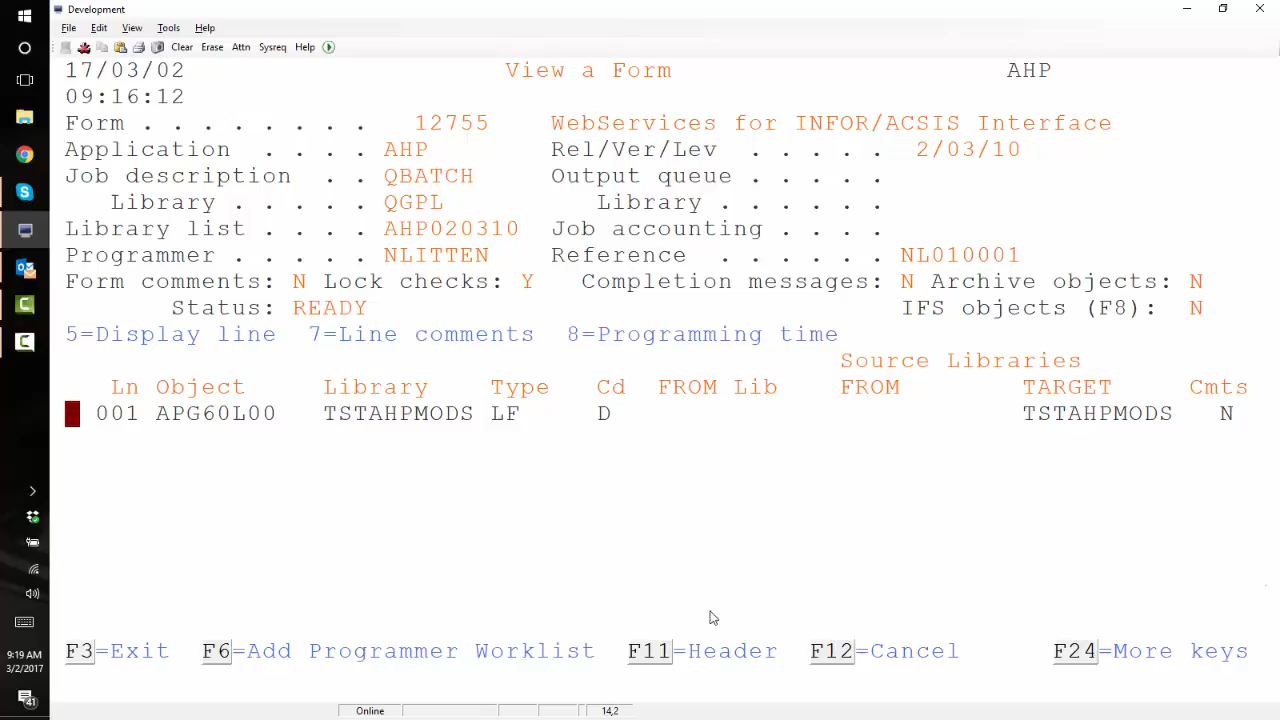 Development
File Edit View Tools Help
Clear Erase Attn Sysreq Help
17/03/02 View a Form AHP
09:16:12
Form . . . . . . . . 12755 WebServices for INFOR/ACSIS Interface
Application . . . . AHP Rel/Ver/Lev . . . . . 2/03/10
Job description . . QBATCH Output queue . . . . .
Library . . . . . QGPL Library . . . . . .
Library list . . . . AHP020310 Job accounting . . . .
Programmer . . . . . NLITTEN Reference . . . . . . NL010001
Form comments: N Lock checks: Y Completion messages: N Archive objects: N
Status: READY IFS objects (F8): N
5=Display line 7=Line comments 8=Programming time
Source Libraries
Ln Object Library Type Cd FROM Lib FROM TARGET Cmts
001 APG60L00 TSTAHPMODS LF D TSTAHPMODS N
F3=Exit F6=Add Programmer Worklist F11=Header F12=Cancel F24=More keys
9:19 AM
3/2/2017
41
Online 14,2